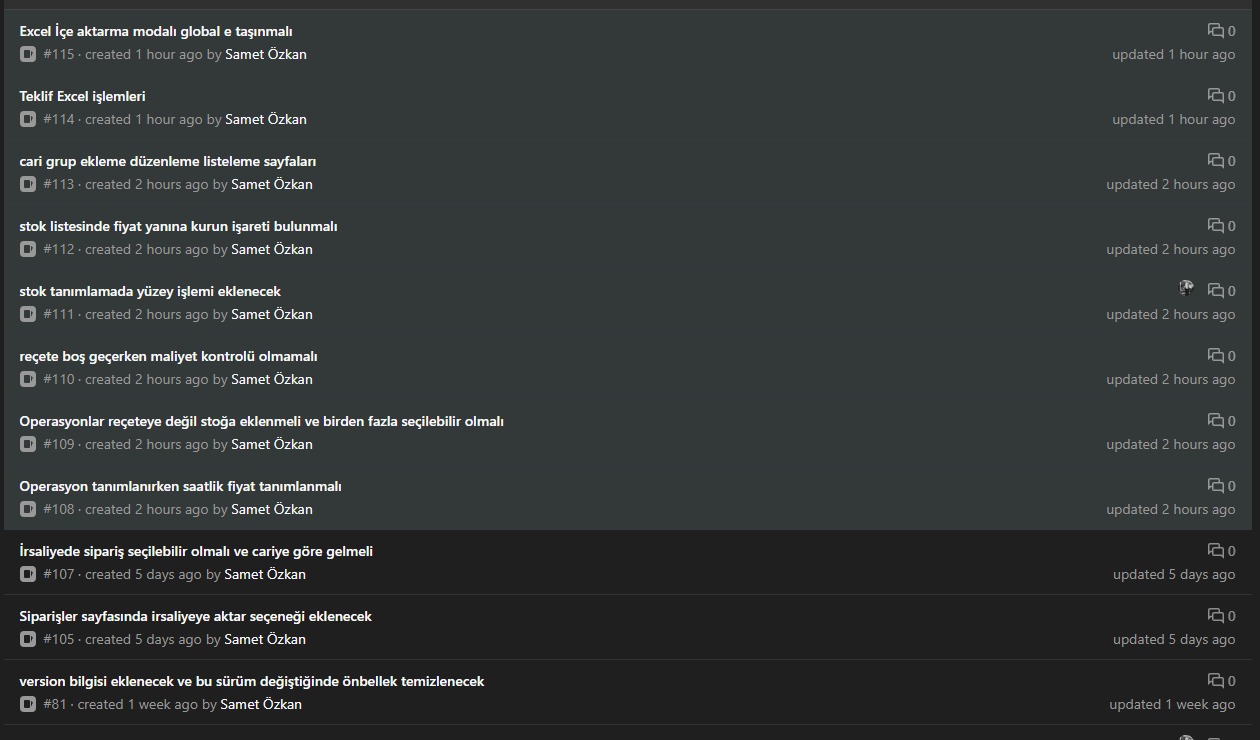 Excel İçe aktarma modalı global e taşınmalı 0
#115 · created 1 hour ago by Samet Özkan updated 1 hour ago
Teklif Excel işlemleri 0
#114 · created 1 hour ago by Samet Özkan updated 1 hour ago
cari grup ekleme düzenleme listeleme sayfaları 0
#113 · created 2 hours ago by Samet Özkan updated 2 hours ago
stok listesinde fiyat yanına kurun işareti bulunmalı 0
#112 · created 2 hours ago by Samet Özkan updated 2 hours ago
stok tanımlamada yüzey işlemi eklenecek 0
#111 · created 2 hours ago by Samet Özkan updated 2 hours ago
reçete boş geçerken maliyet kontrolü olmamalı 0
#110 · created 2 hours ago by Samet Özkan updated 2 hours ago
Operasyonlar reçeteye değil stoğa eklenmeli ve birden fazla seçilebilir olmalı 0
#109 · created 2 hours ago by Samet Özkan updated 2 hours ago
Operasyon tanımlanırken saatlik fiyat tanımlanmalı 0
#108 · created 2 hours ago by Samet Özkan updated 2 hours ago
İrsaliyede sipariş seçilebilir olmalı ve cariye göre gelmeli 0
#107 · created 5 days ago by Samet Özkan updated 5 days ago
Siparişler sayfasında irsaliyeye aktar seçeneği eklenecek 0
#105 · created 5 days ago by Samet Özkan updated 5 days ago
version bilgisi eklenecek ve bu sürüm değiştiğinde önbellek temizlenecek 0
#81 · created 1 week ago by Samet Özkan updated 1 week ago